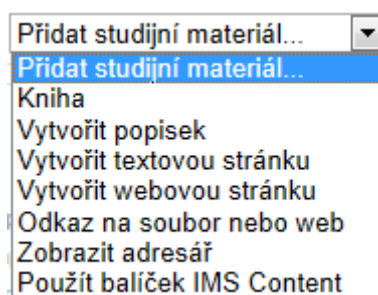 Přidat studijní materiál...
Přidat studijní materiál...
Kniha
Vytvořit popisek
Vytvořit textovou stránku
Vytvořit webovou stránku
Odkaz na soubor nebo web
Zobrazit adresář
Použít balíček IMS Content